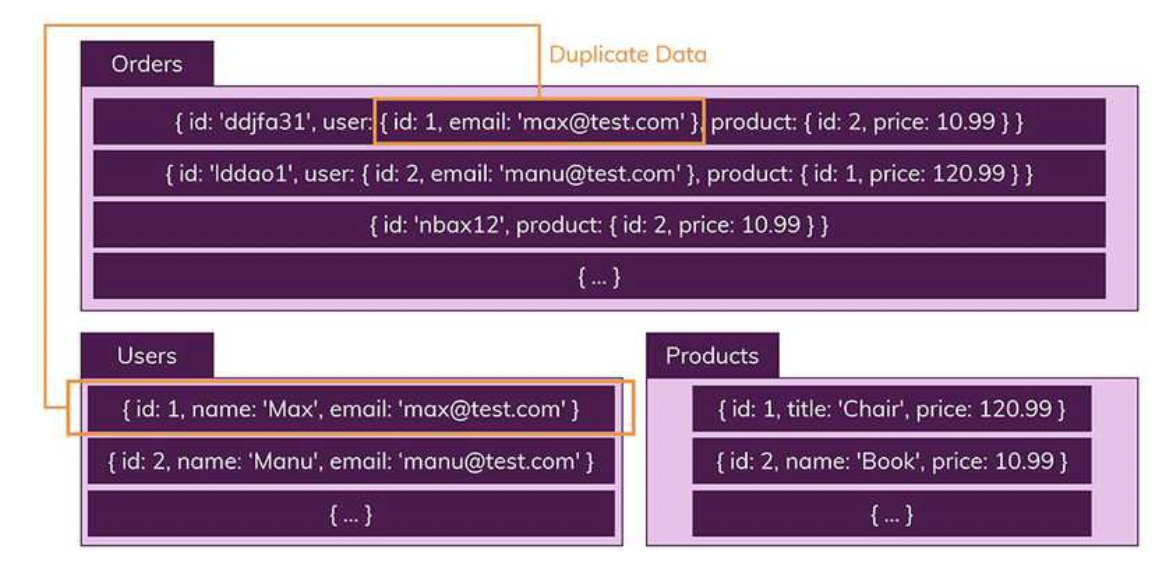 Duplicate Data
Orders
{ id: 'ddjfa31', user: { id: 1, email: 'max@test.com' }, product: { id: 2, price: 10.99 } }
{ id: 'lddao1', user: { id: 2, email: 'manu@test.com' }, product: { id: 1, price: 120.99 } }
{ id: 'nbax12', product: { id: 2, price: 10.99 } }
{ ... }
Users
{ id: 1, name: 'Max', email: 'max@test.com' }
{ id: 2, name: ‘Manu', email: ‘manu@test.com' }
{ ... }
Products
{ id: 1, title: 'Chair', price: 120.99 }
{ id: 2, name: 'Book', price: 10.99 }
{ ... }